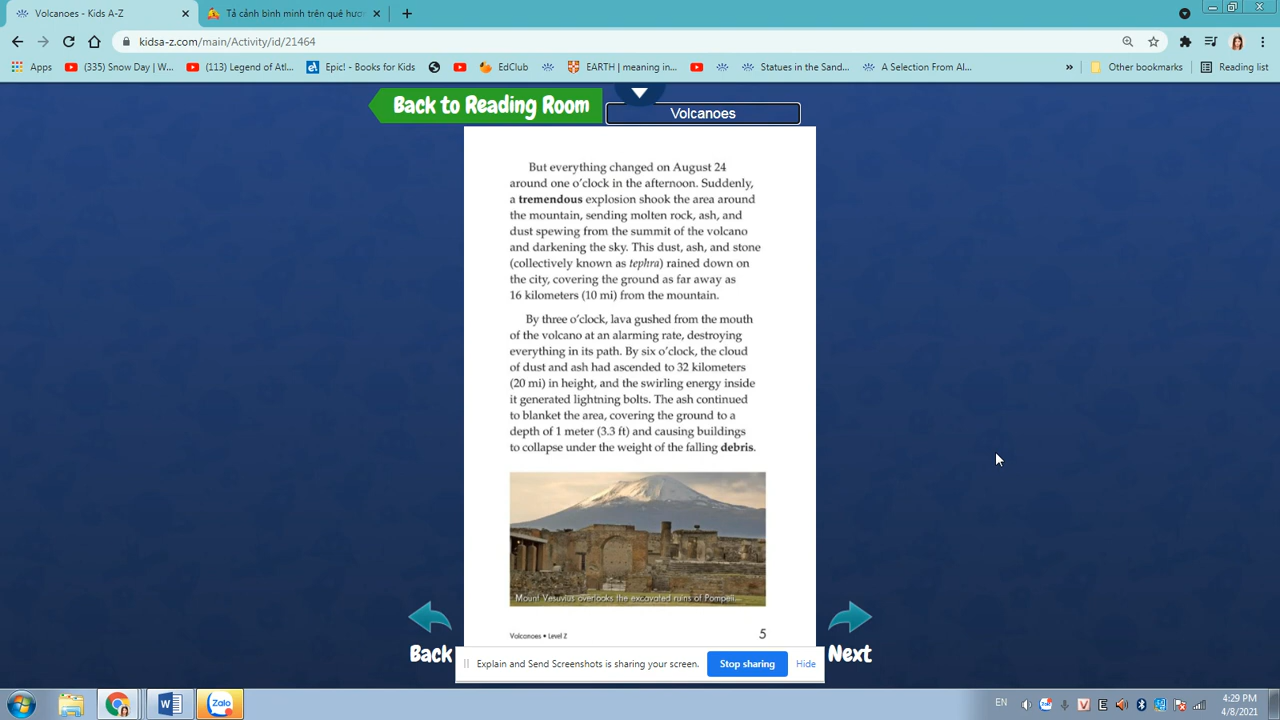 Volcanoes - Kids A-Z
Tả cảnh bình minh trên quê hươ
kidsa-z.com/main/Activity/id/21464
Apps
(335) Snow Day | W...
(113) Legend of Atl...
Epic! - Books for Kids
EdClub
EARTH | meaning in...
Statues in the Sand...
A Selection From Al...
»
Other bookmarks
Reading list
Back to Reading Room
Volcanoes
But everything changed on August 24
around one o'clock in the afternoon. Suddenly,
a tremendous explosion shook the area around
the mountain, sending molten rock, ash, and
dust spewing from the summit of the volcano
and darkening the sky. This dust, ash, and stone
(collectively known as tephra) rained down on
the city, covering the ground as far away as
16 kilometers (10 mi) from the mountain.
By three o'clock, lava gushed from the mouth
of the volcano at an alarming rate, destroying
everything in its path. By six o'clock, the cloud
of dust and ash had ascended to 32 kilometers
(20 mi) in height, and the swirling energy inside
it generated lightning bolts. The ash continued
to blanket the area, covering the ground to a
depth of 1 meter (3.3 ft) and causing buildings
to collapse under the weight of the falling debris.
Mount Vesuvius overlooks the excavated ruins of Pompeii.
Volcanoes • Level Z
5
Back
Next
Explain and Send Screenshots is sharing your screen.
Stop sharing
Hide
Zalo
EN
4:29 PM
4/8/2021